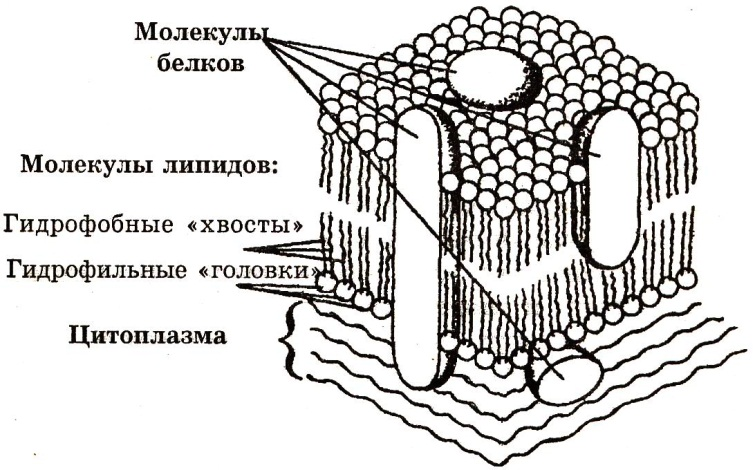 Молекулы
белков
Молекулы липидов:
Гидрофобные «хвосты»
Гидрофильные «головки»
Цитоплазма